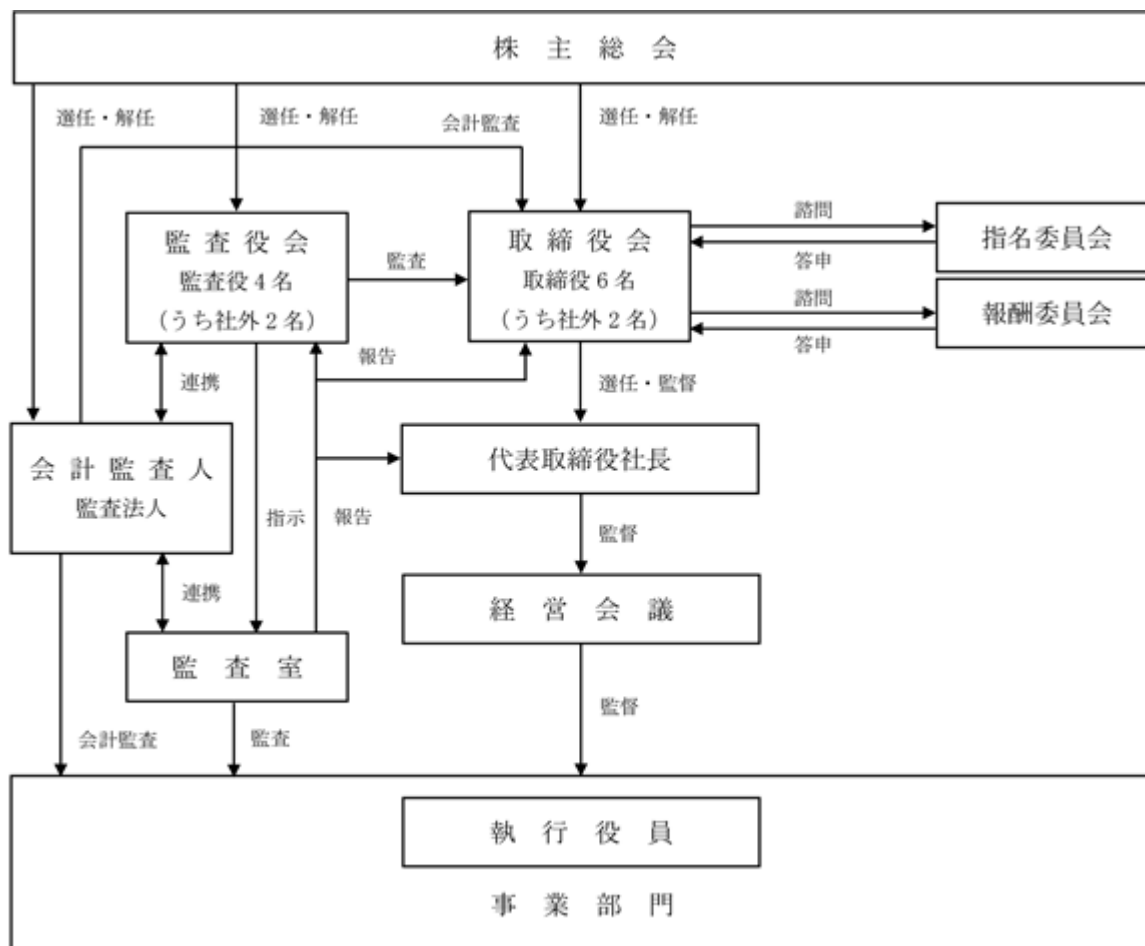 株主総会
選任・解任
選任・解任
会計監査
選任・解任
監査役会
監査役4名
（うち社外2名）
監査
取締役会
取締役6名
（うち社外2名）
諮問
答申
指名委員会
諮問
答申
報酬委員会
連携
報告
選任・監督
会計監査人
監査法人
代表取締役社長
指示
報告
監督
連携
経営会議
監査室
監督
会計監査
監査
執行役員
事業部門